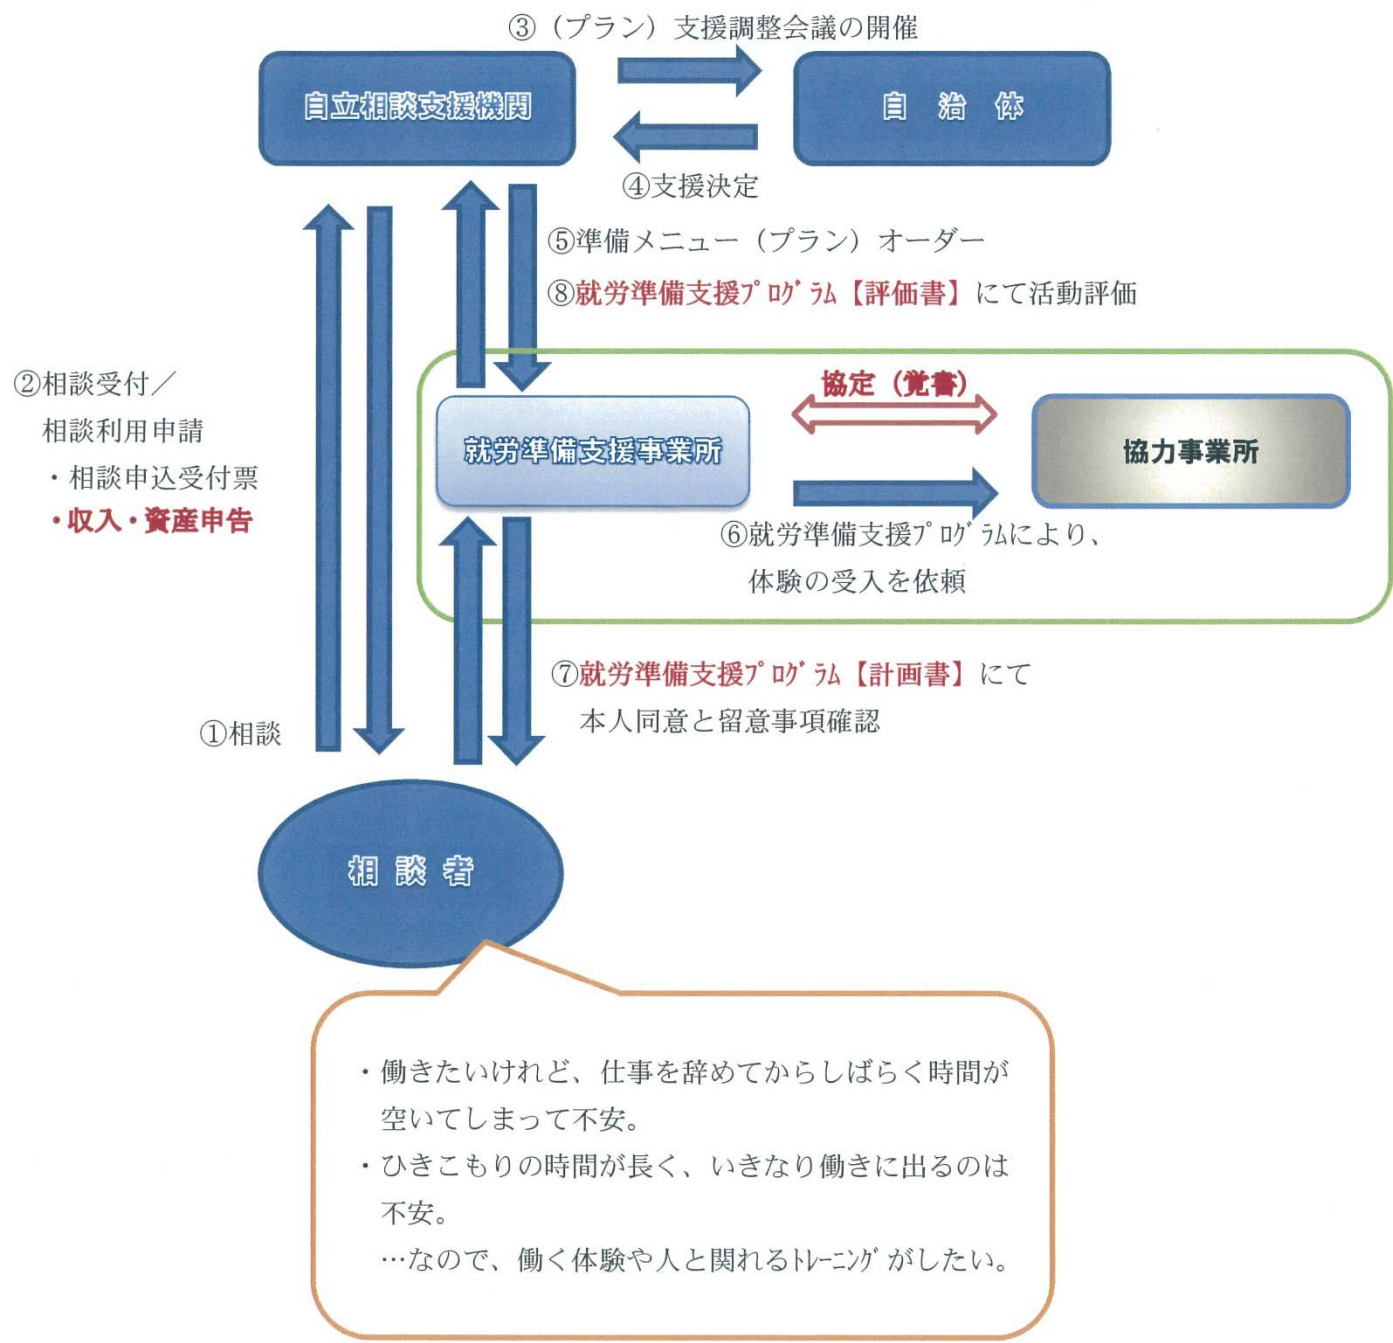 ③（プラン）支援調整会議の開催
自立相談支援機関
自 治 体
④支援決定
⑤準備メニュー（プラン）オーダー
⑧就労準備支援ﾌﾟﾛｸﾞﾗﾑ【評価書】にて活動評価
②相談受付／
相談利用申請
・相談申込受付票
・収入・資産申告
協定（覚書）
就労準備支援事業所
協力事業所
⑥就労準備支援ﾌﾟﾛｸﾞﾗﾑにより、
体験の受入を依頼
⑦就労準備支援ﾌﾟﾛｸﾞﾗﾑ【計画書】にて
本人同意と留意事項確認
①相談
相 談 者
・働きたいけれど、仕事を辞めてからしばらく時間が
空いてしまって不安。
・ひきこもりの時間が長く、いきなり働きに出るのは
不安。
…なので、働く体験や人と関れるﾄﾚｰﾆﾝｸﾞがしたい。